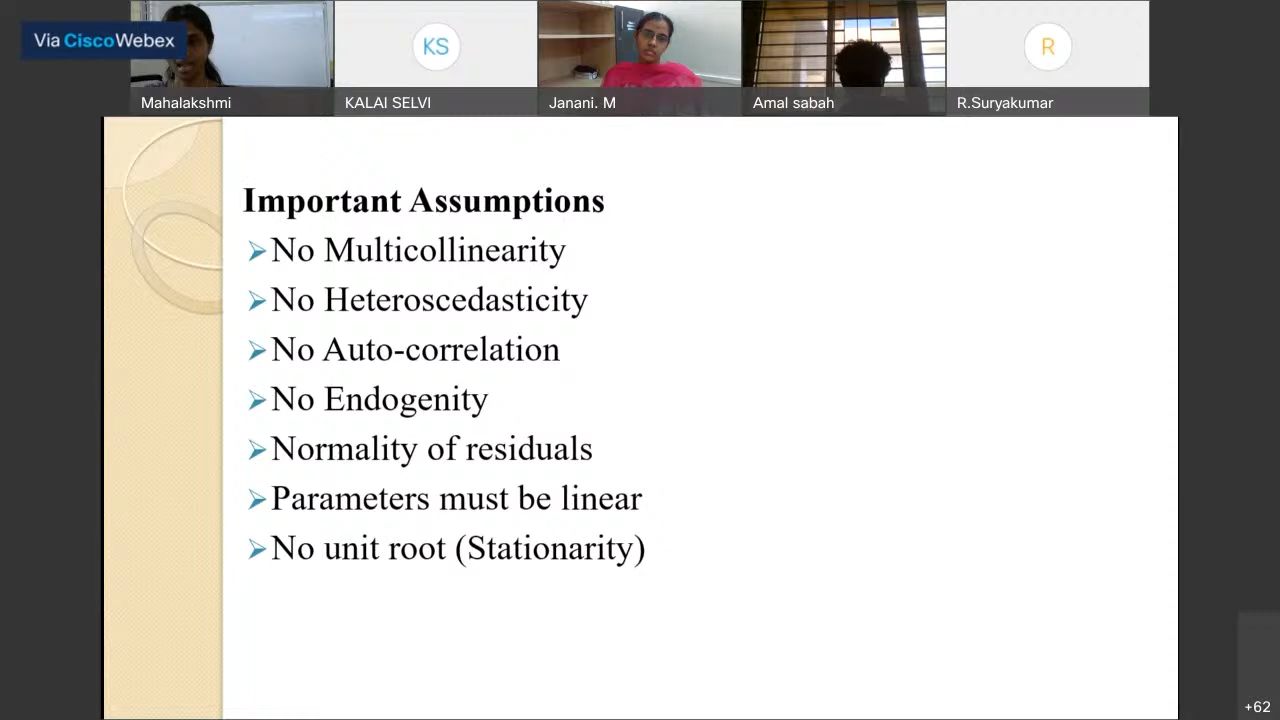 Via CiscoWebex
Mahalakshmi
KS
KALAI SELVI
Janani. M
Amal sabah
R
R.Suryakumar
Important Assumptions
➢No Multicollinearity
➢No Heteroscedasticity
➢No Auto-correlation
➢No Endogenity
➢Normality of residuals
➢Parameters must be linear
➢No unit root (Stationarity)
+62